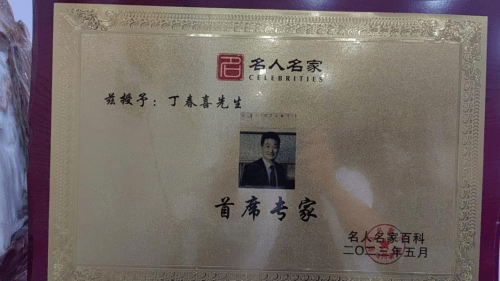 名人名家
CELEBRITIES
兹授予：丁春喜先生
首席专家
名人名家百科
二〇二三年五月